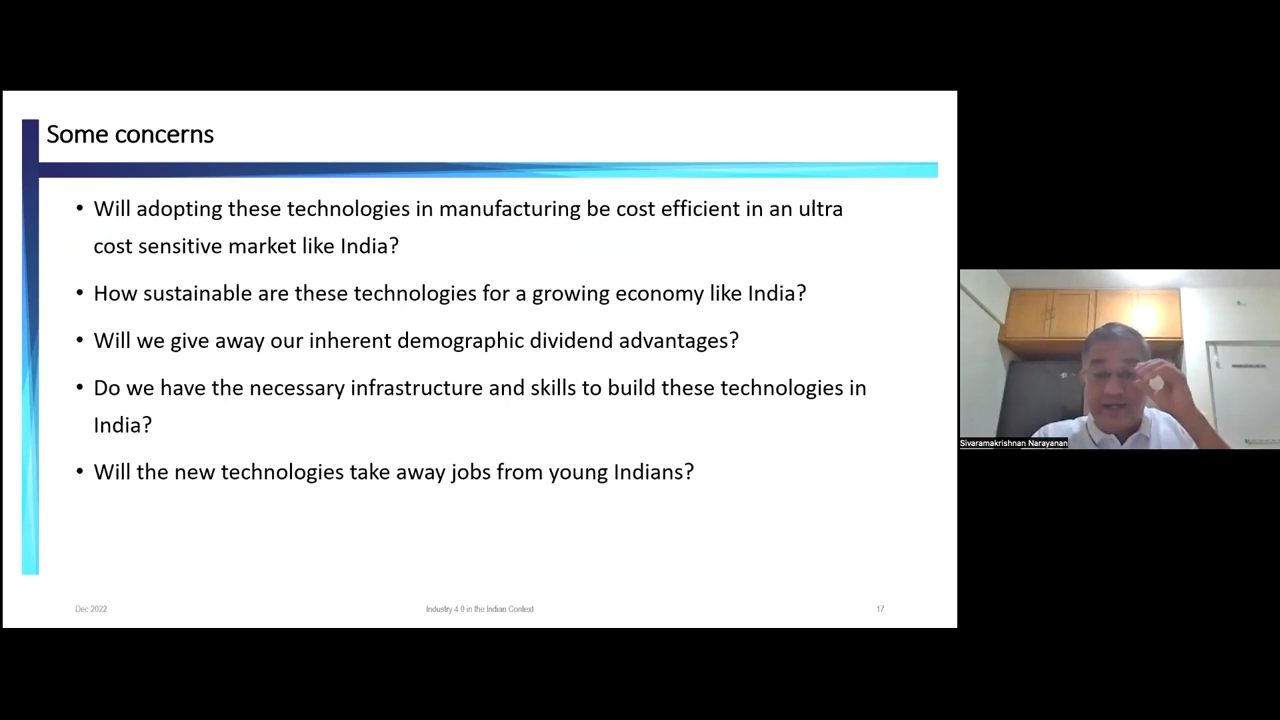 Some concerns
• Will adopting these technologies in manufacturing be cost efficient in an ultra
cost sensitive market like India?
• How sustainable are these technologies for a growing economy like India?
• Will we give away our inherent demographic dividend advantages?
• Do we have the necessary infrastructure and skills to build these technologies in
India?
• Will the new technologies take away jobs from young Indians?
Dec 2022
Industry 4.0 in the Indian Context
17
Sivaramakrishnan Narayanan